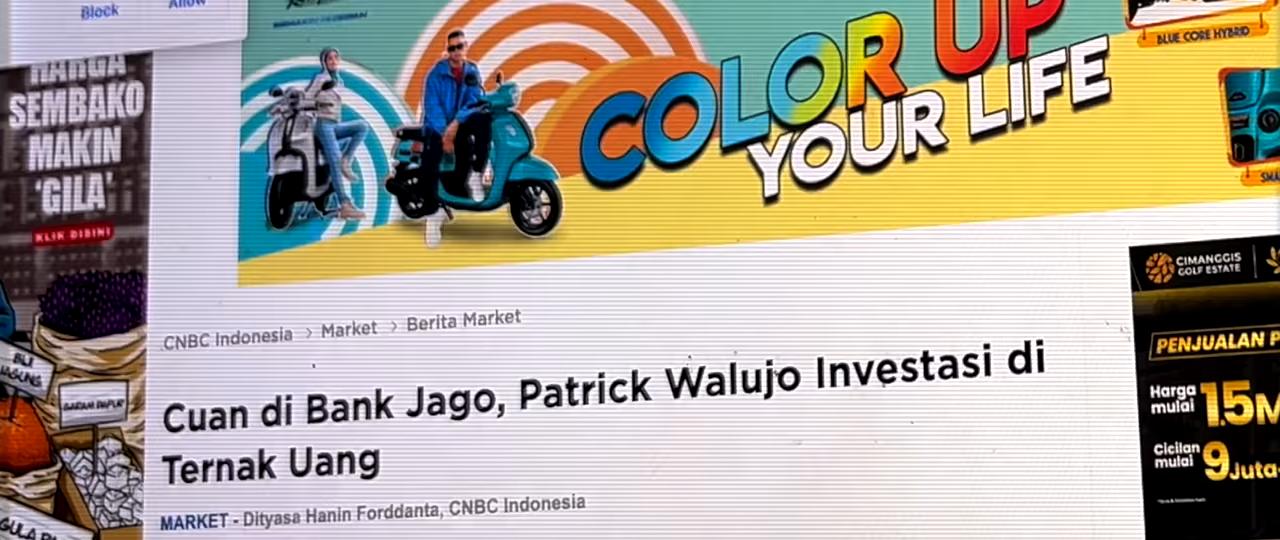 Block
Allow
HARGA
SEMBAKO
MAKIN
'GILA'
KLIK DISINI
COLOR UP
YOUR LIFE
BLUE CORE HYBRID
CIMANGGIS
GOLF ESTATE
CNBC Indonesia > Market > Berita Market
Cuan di Bank Jago, Patrick Walujo Investasi di
Ternak Uang
MARKET - Dityasa Hanin Forddanta, CNBC Indonesia
PENJUALAN P
Harga
mulai
1.5M
Cicilan
mulai
9Juta
GARAM DAPUR